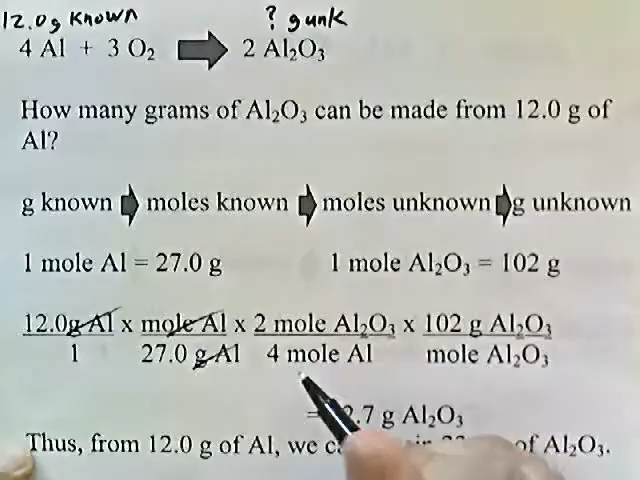 12.0g Known ? g unk
4 Al + 3 O₂ 2 Al₂O₃
How many grams of Al₂O₃ can be made from 12.0 g of
Al?
g known moles known moles unknown g unknown
1 mole Al = 27.0 g 1 mole Al₂O₃ = 102 g
12.0g Al x mole Al x 2 mole Al₂O₃ x 102 g Al₂O₃
1 27.0 g Al 4 mole Al mole Al₂O₃
= 2.7 g Al₂O₃
Thus, from 12.0 g of Al, we of Al₂O₃.